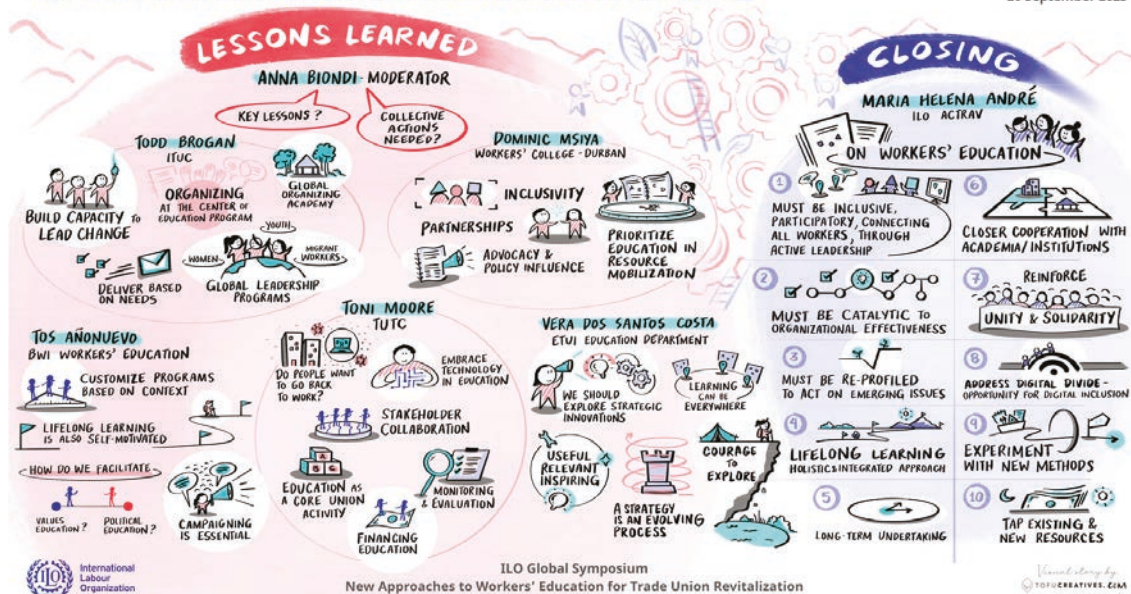 LESSONS LEARNED
ANNA BIONDI - MODERATOR
KEY LESSONS?
COLLECTIVE
ACTIONS
NEEDED?
TODD BROGAN
ITUC
BUILD CAPACITY TO
LEAD CHANGE
ORGANIZING
AT THE CENTER OF
EDUCATION PROGRAM
GLOBAL
ORGANIZING
ACADEMY
DELIVER BASED
ON NEEDS
WOMEN
YOUTH
MIGRANT
WORKERS
GLOBAL LEADERSHIP
PROGRAMS
DOMINIC MSIYA
WORKERS' COLLEGE - DURBAN
INCLUSIVITY
PARTNERSHIPS
ADVOCACY &
POLICY INFLUENCE
PRIORITIZE
EDUCATION IN
RESOURCE
MOBILIZATION
TOS AÑONUEVO
BWI WORKERS' EDUCATION
CUSTOMIZE PROGRAMS
BASED ON CONTEXT
LIFELONG LEARNING
IS ALSO SELF-MOTIVATED
HOW DO WE FACILITATE
VALUES
EDUCATION?
POLITICAL
EDUCATION?
CAMPAIGNING
IS ESSENTIAL
TONI MOORE
TUTC
DO PEOPLE WANT
TO GO BACK
TO WORK?
EMBRACE
TECHNOLOGY
IN EDUCATION
STAKEHOLDER
COLLABORATION
A
B G
EDUCATION AS
A CORE UNION
ACTIVITY
MONITORING
& EVALUATION
FINANCING
EDUCATION
VERA DOS SANTOS COSTA
ETUI EDUCATION DEPARTMENT
WE SHOULD
EXPLORE STRATEGIC
INNOVATIONS
LEARNING
CAN BE
EVERYWHERE
USEFUL
RELEVANT
INSPIRING
A STRATEGY
IS AN EVOLVING
PROCESS
COURAGE
TO
EXPLORE
CLOSING
MARIA HELENA ANDRÉ
ILO ACTRAV
ON WORKERS' EDUCATION
1
MUST BE INCLUSIVE,
PARTICIPATORY, CONNECTING
ALL WORKERS, THROUGH
ACTIVE LEADERSHIP
2
MUST BE CATALYTIC TO
ORGANIZATIONAL EFFECTIVENESS
3
MUST BE RE-PROFILED
TO ACT ON EMERGING ISSUES
4
LIFELONG LEARNING
HOLISTIC & INTEGRATED APPROACH
5
LONG-TERM UNDERTAKING
6
CLOSER COOPERATION WITH
ACADEMIA/INSTITUTIONS
7
REINFORCE
UNITY & SOLIDARITY
8
ADDRESS DIGITAL DIVIDE -
OPPORTUNITY FOR DIGITAL INCLUSION
9
EXPERIMENT
WITH NEW METHODS
10
TAP EXISTING &
NEW RESOURCES
ILO
International
Labour
Organization
ILO Global Symposium
New Approaches to Workers' Education for Trade Union Revitalization
Visual story by
TOFUCREATIVES.COM